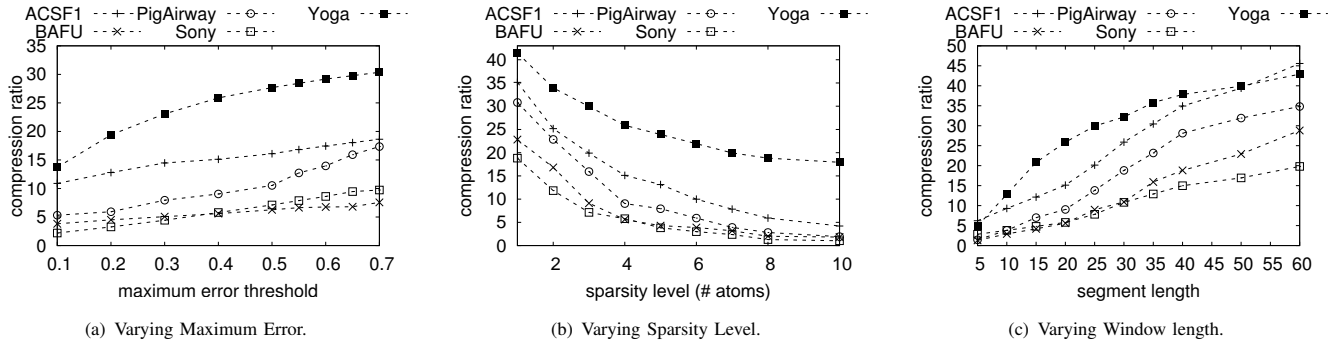 ACSF1 PigAirway Yoga
BAFU Sony
compression ratio
35
30
25
20
15
10
5
0
0.1 0.2 0.3 0.4 0.5 0.6 0.7
maximum error threshold
(a) Varying Maximum Error.
ACSF1 PigAirway Yoga
BAFU Sony
compression ratio
40
35
30
25
20
15
10
5
0
2 4 6 8 10
sparsity level (# atoms)
(b) Varying Sparsity Level.
ACSF1 PigAirway Yoga
BAFU Sony
compression ratio
50
45
40
35
30
25
20
15
10
5
0
5 10 15 20 25 30 35 40 45 50 55 60
segment length
(c) Varying Window length.